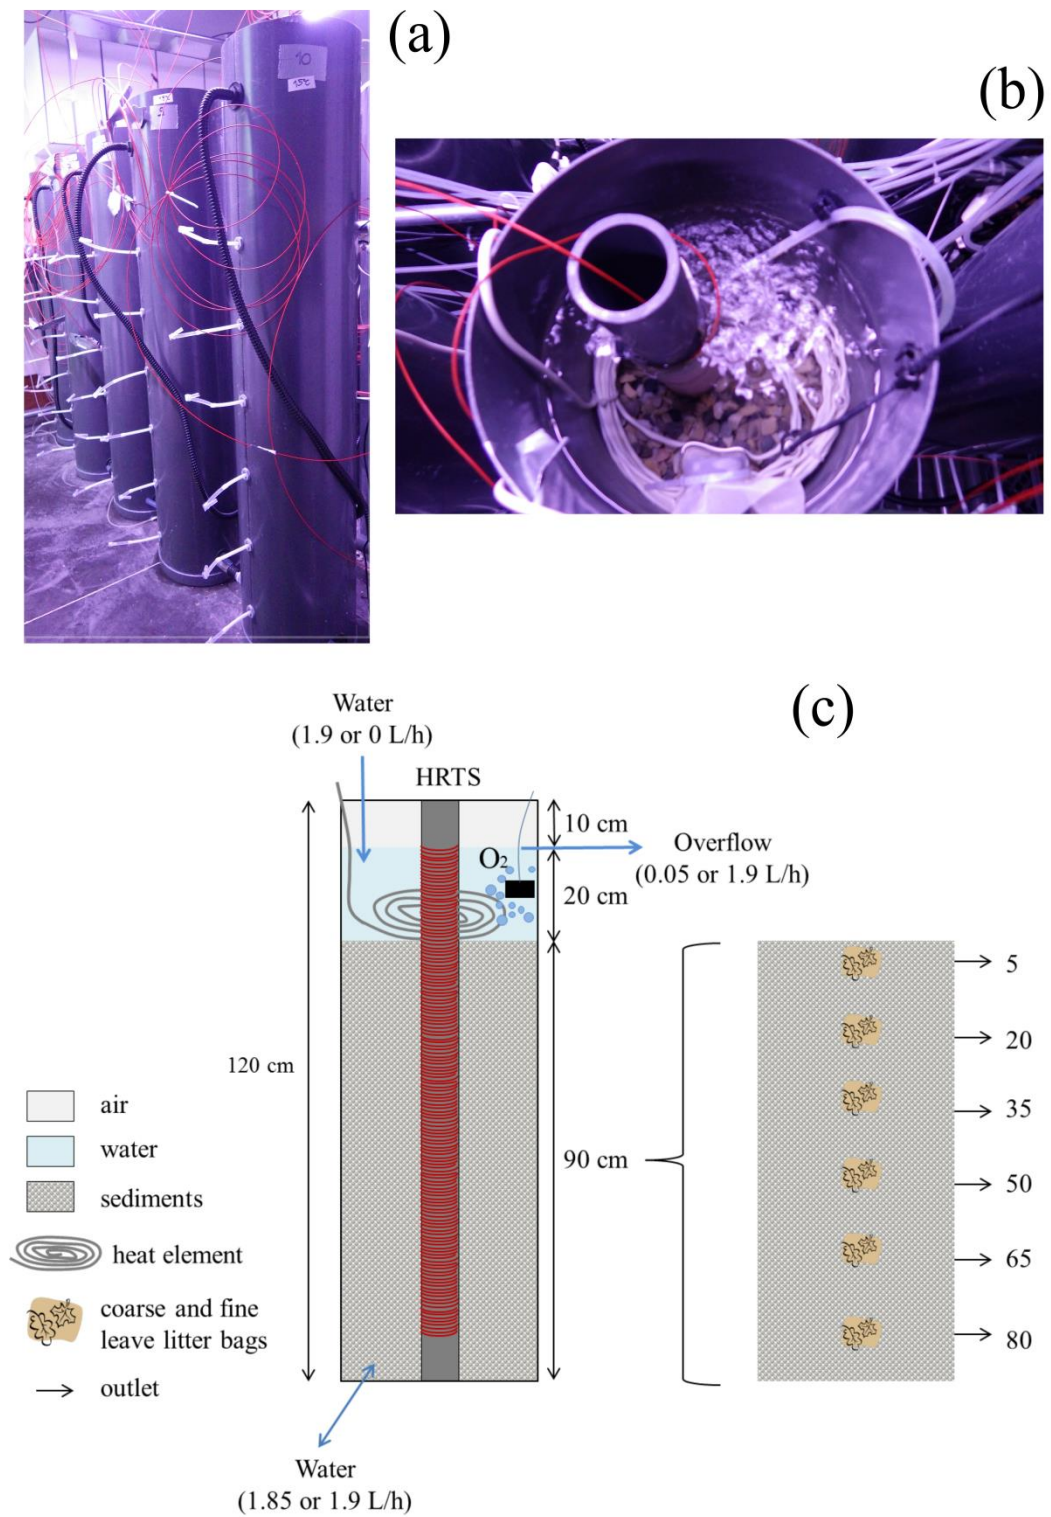 (a)
(b)
10
15°C
(c)
Water
(1.9 or 0 L/h)
HRTS
10 cm
O2
Overflow
(0.05 or 1.9 L/h)
20 cm
5
20
35
50
65
80
120 cm
90 cm
air
water
sediments
heat element
coarse and fine
leave litter bags
outlet
Water
(1.85 or 1.9 L/h)